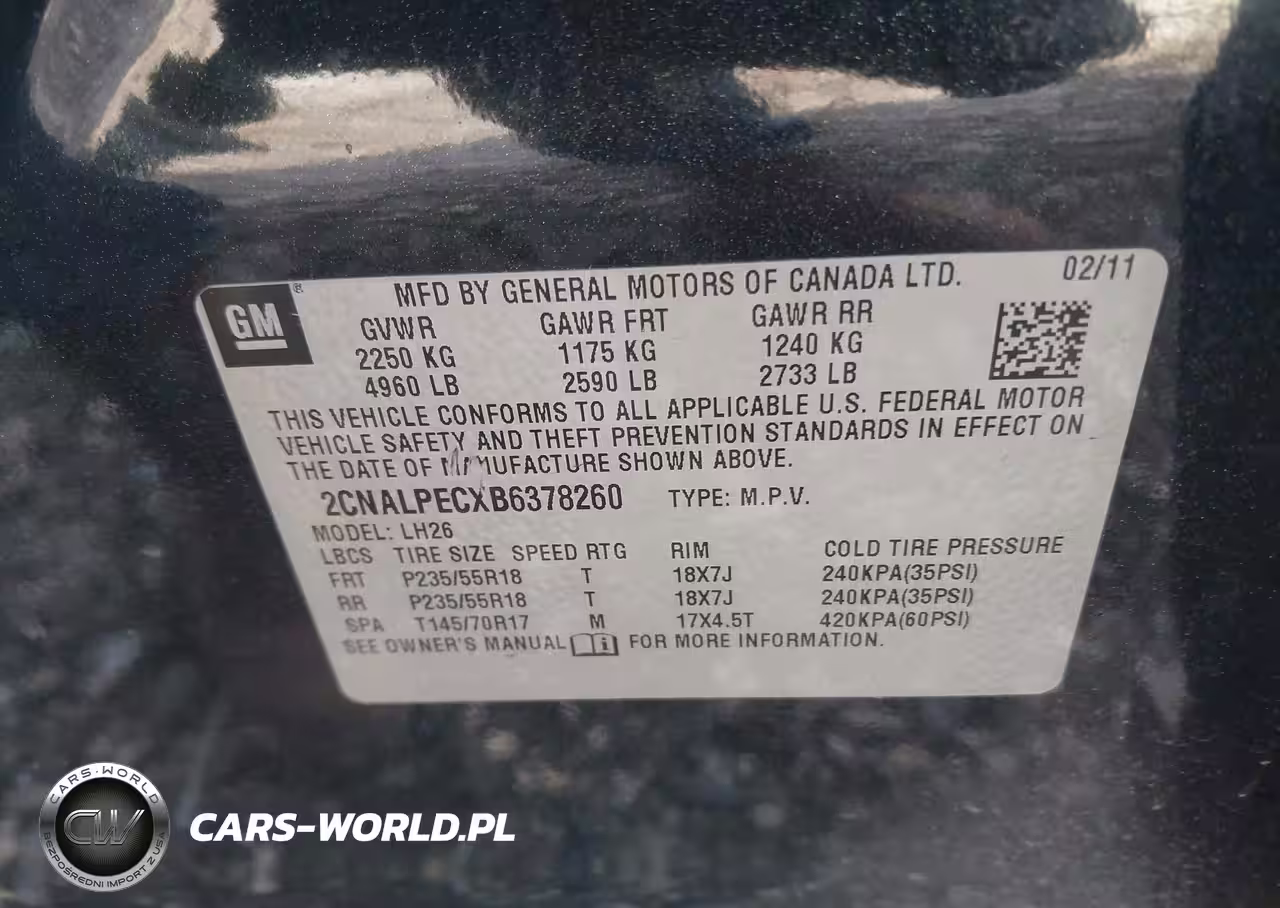 MFD BY GENERAL MOTORS OF CANADA LTD. 02/11
GM ®
GVWR GAWR FRT GAWR RR
2250 KG 1175 KG 1240 KG
4960 LB 2590 LB 2733 LB
THIS VEHICLE CONFORMS TO ALL APPLICABLE U.S. FEDERAL MOTOR
VEHICLE SAFETY AND THEFT PREVENTION STANDARDS IN EFFECT ON
THE DATE OF MANUFACTURE SHOWN ABOVE.
2CNALPECXB6378260 TYPE: M.P.V.
MODEL: LH26
LBCS TIRE SIZE SPEED RTG RIM COLD TIRE PRESSURE
FRT P235/55R18 T 18X7J 240KPA(35PSI)
RR P235/55R18 T 18X7J 240KPA(35PSI)
SPA T145/70R17 M 17X4.5T 420KPA(60PSI)
SEE OWNER'S MANUAL i FOR MORE INFORMATION.
CARS-WORLD
CW
BEZPOŚREDNI IMPORT Z USA
CARS-WORLD.PL